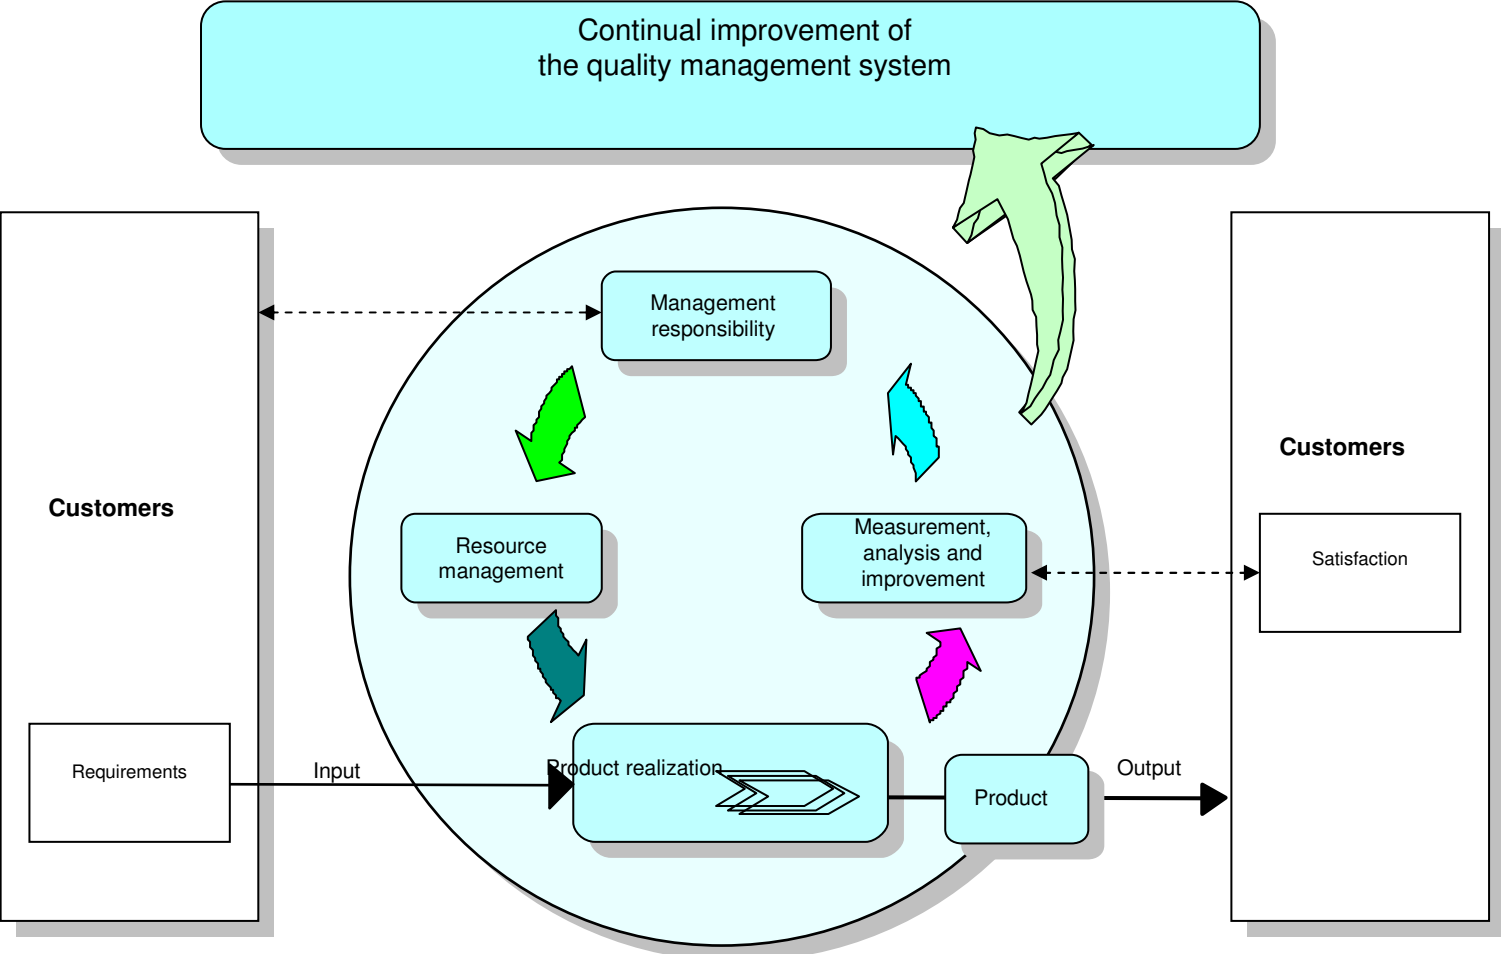 Continual improvement of
the quality management system
Management
responsibility
Customers
Customers
Resource
management
Measurement,
analysis and
improvement
Satisfaction
Requirements
Input
Product realization
Product
Output